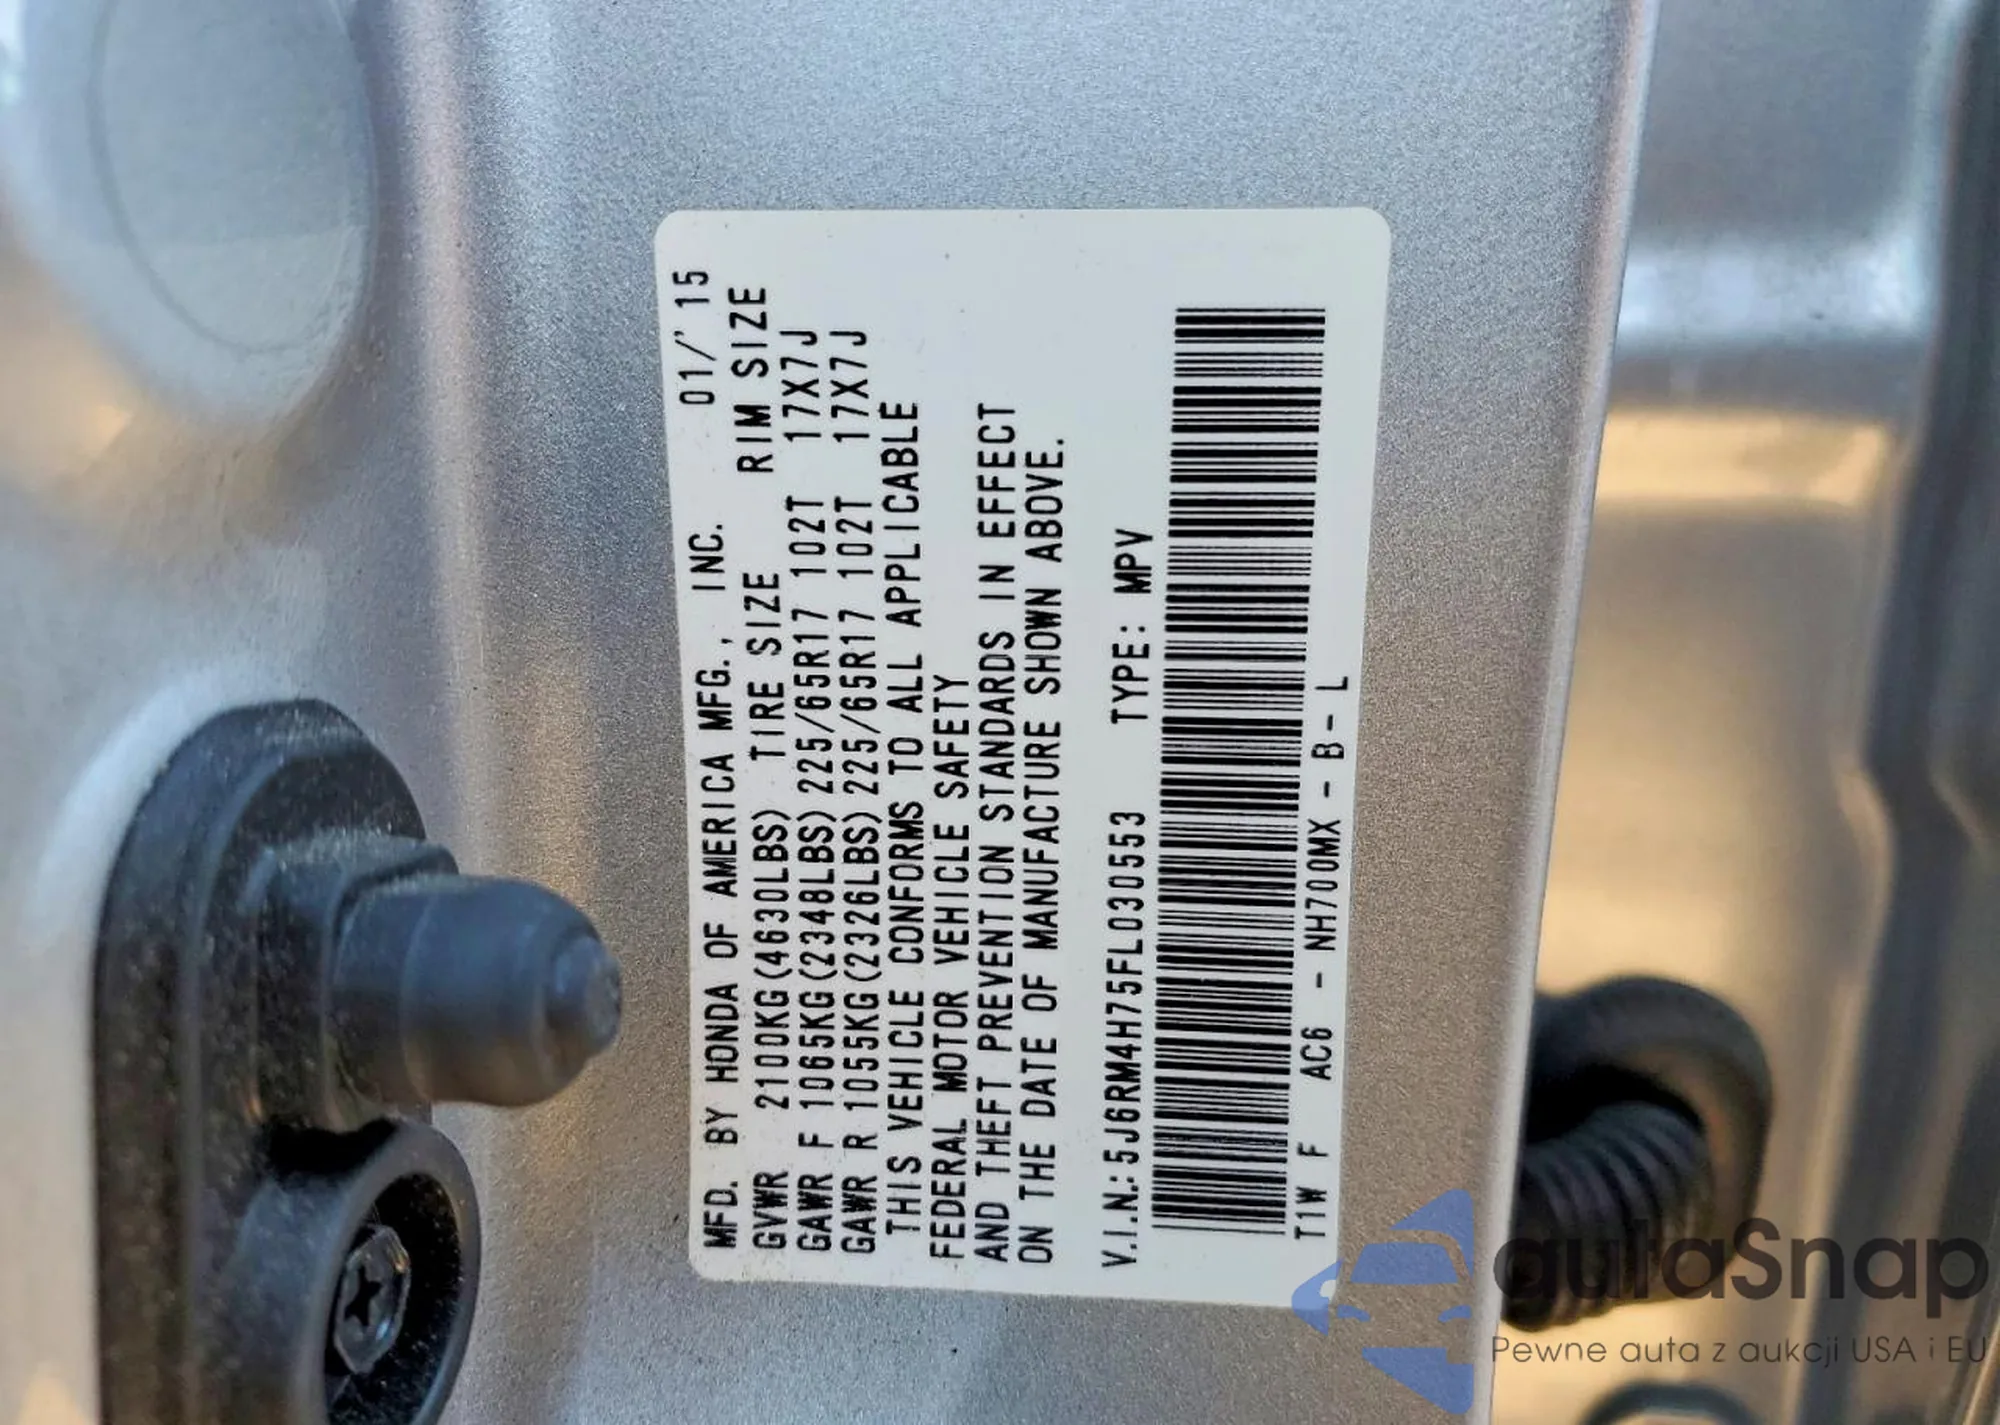 MFD. BY HONDA OF AMERICA MFG., INC. 01/'15
GVWR 2100KG(4630LBS) TIRE SIZE RIM SIZE
GAWR F 1065KG(2348LBS)225/65R17 102T 17X7J
GAWR R 1055KG(2326LBS)225/65R17 102T 17X7J
THIS VEHICLE CONFORMS TO ALL APPLICABLE
FEDERAL MOTOR VEHICLE SAFETY
AND THEFT PREVENTION STANDARDS IN EFFECT
ON THE DATE OF MANUFACTURE SHOWN ABOVE.
V.I.N.:5J6RM4H75FL030553 TYPE: MPV
T1W F AC6 - NH700MX - B - L
autaSnap
Pewne auta z aukcji USA i EU